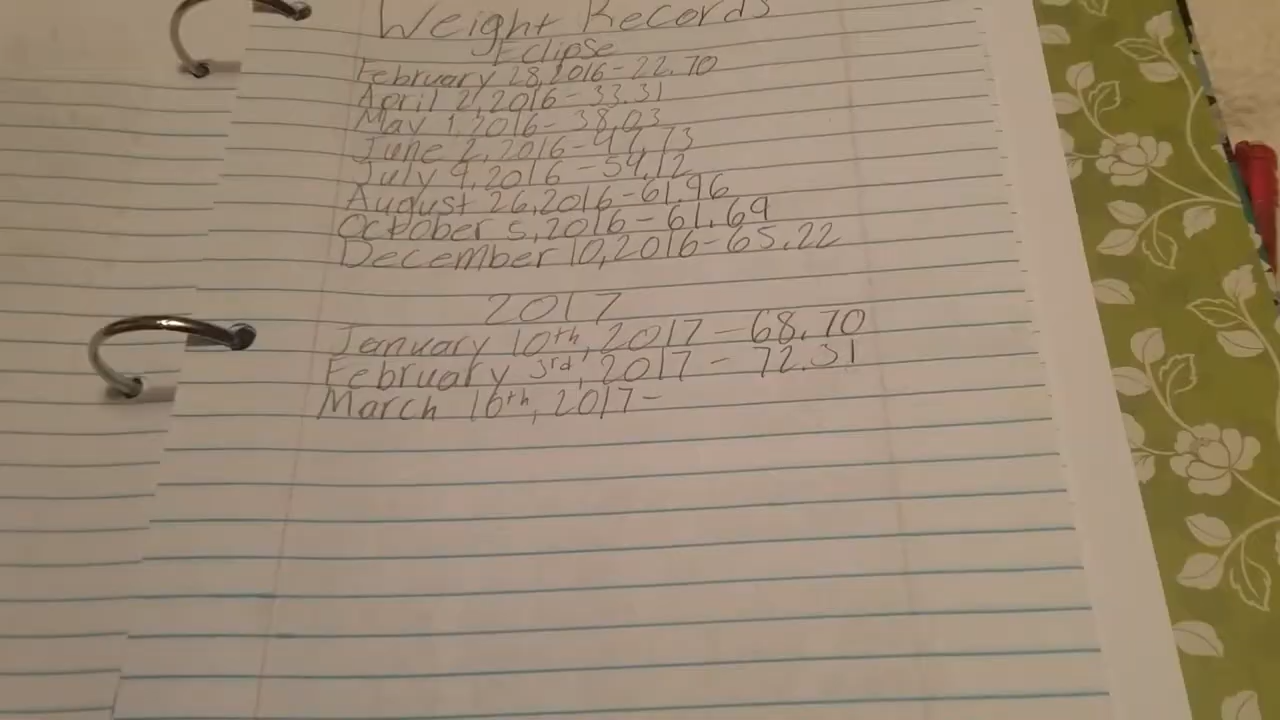 Weight Records
Eclipse
February 28, 2016 - 22.70
April 2, 2016 - 33.31
May 1, 2016 - 38.03
June 2, 2016 - 47.73
July 9, 2016 - 54.12
August 26, 2016 - 61.96
October 5, 2016 - 61.69
December 10, 2016 - 65.22
2017
January 10th, 2017 - 68.70
February 3rd, 2017 - 72.31
March 16th, 2017 -